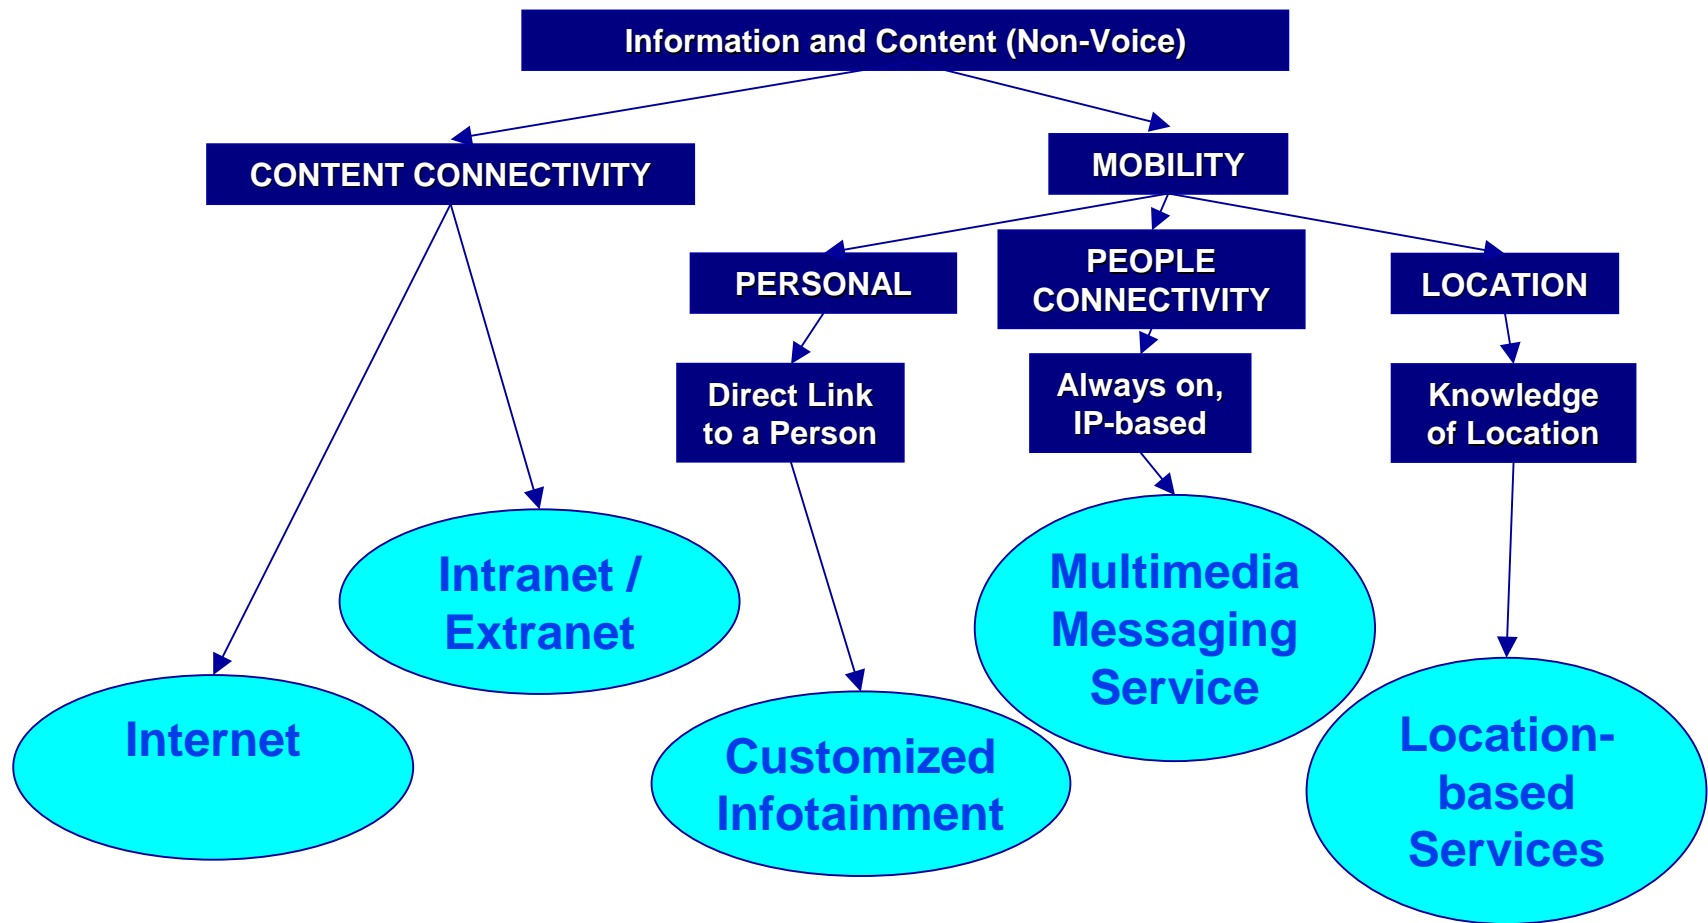 Information and Content (Non-Voice)
CONTENT CONNECTIVITY
MOBILITY
PERSONAL
PEOPLE
CONNECTIVITY
LOCATION
Direct Link
to a Person
Always on,
IP-based
Knowledge
of Location
Intranet /
Extranet
Multimedia
Messaging
Service
Internet
Customized
Infotainment
Location-
based
Services